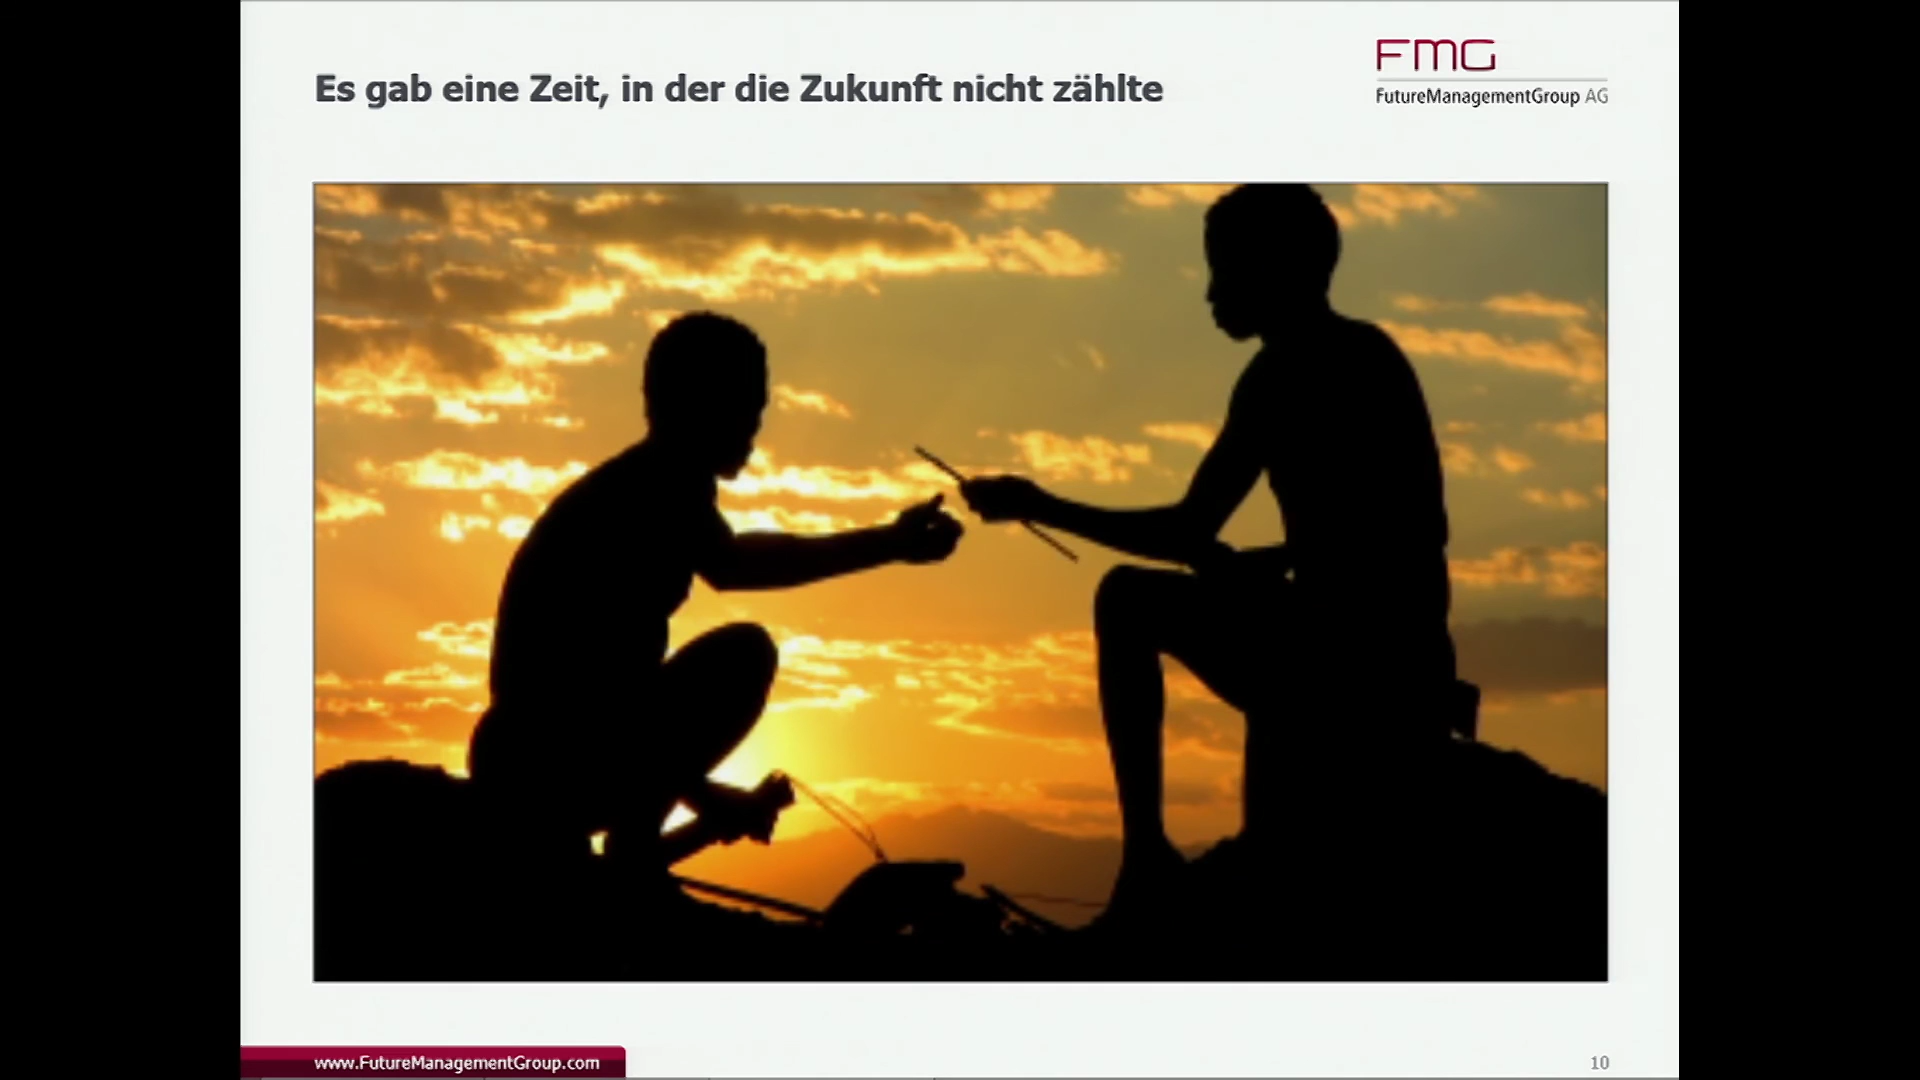 Es gab eine Zeit, in der die Zukunft nicht zählte
FMG
FutureManagementGroup AG
www.FutureManagementGroup.com
10